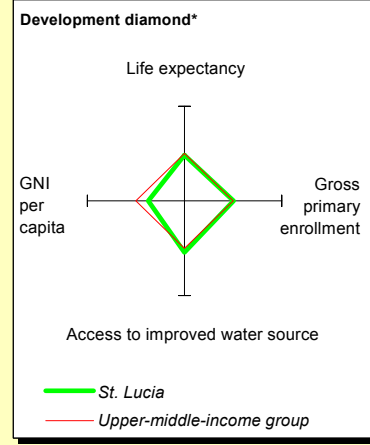 Development diamond*
Life expectancy
GNI
per
capita
Gross
primary
enrollment
Access to improved water source
St. Lucia
Upper-middle-income group